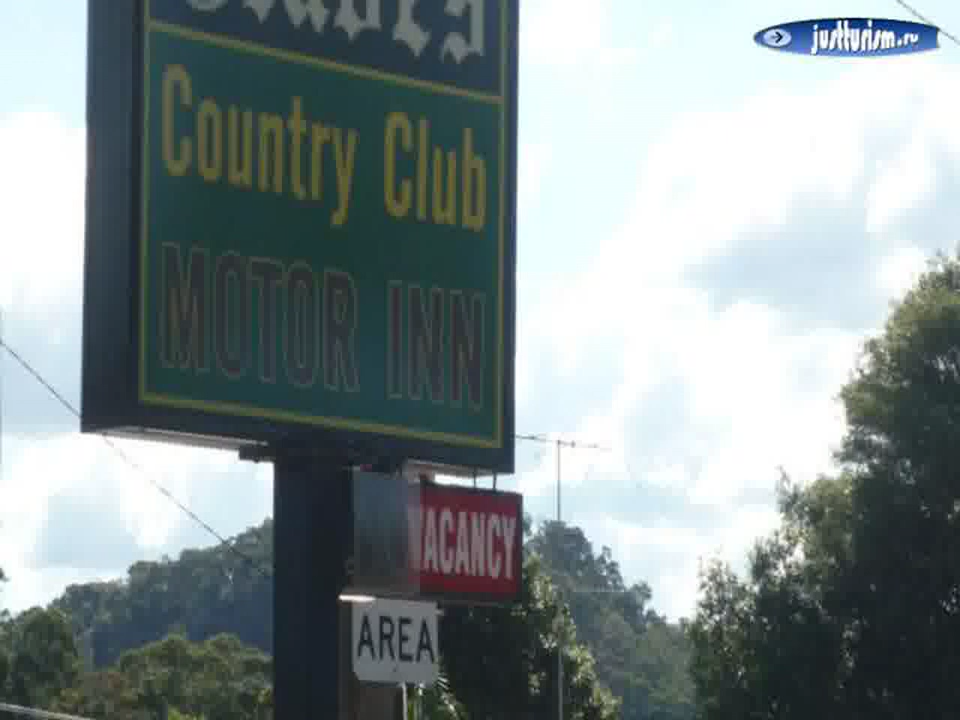 justturism.ru
Country Club
MOTOR INN
VACANCY
AREA